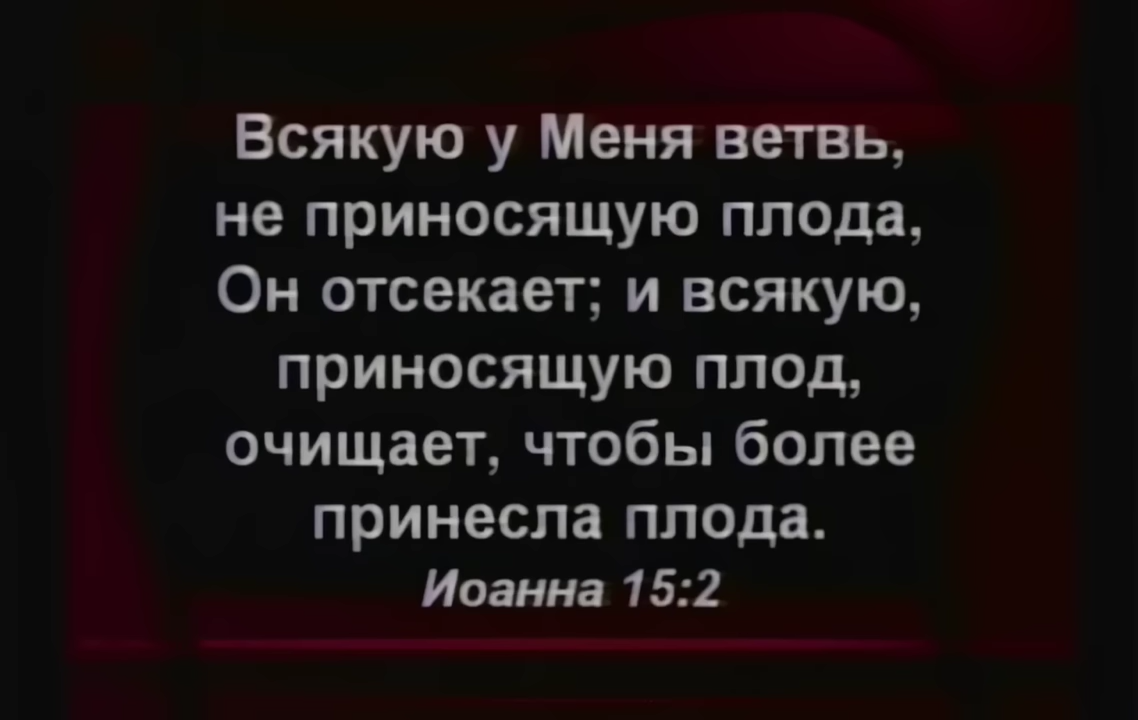 Всякую у Меня ветвь,
не приносящую плода,
Он отсекает; и всякую,
приносящую плод,
очищает, чтобы более
принесла плода.
Иоанна 15:2